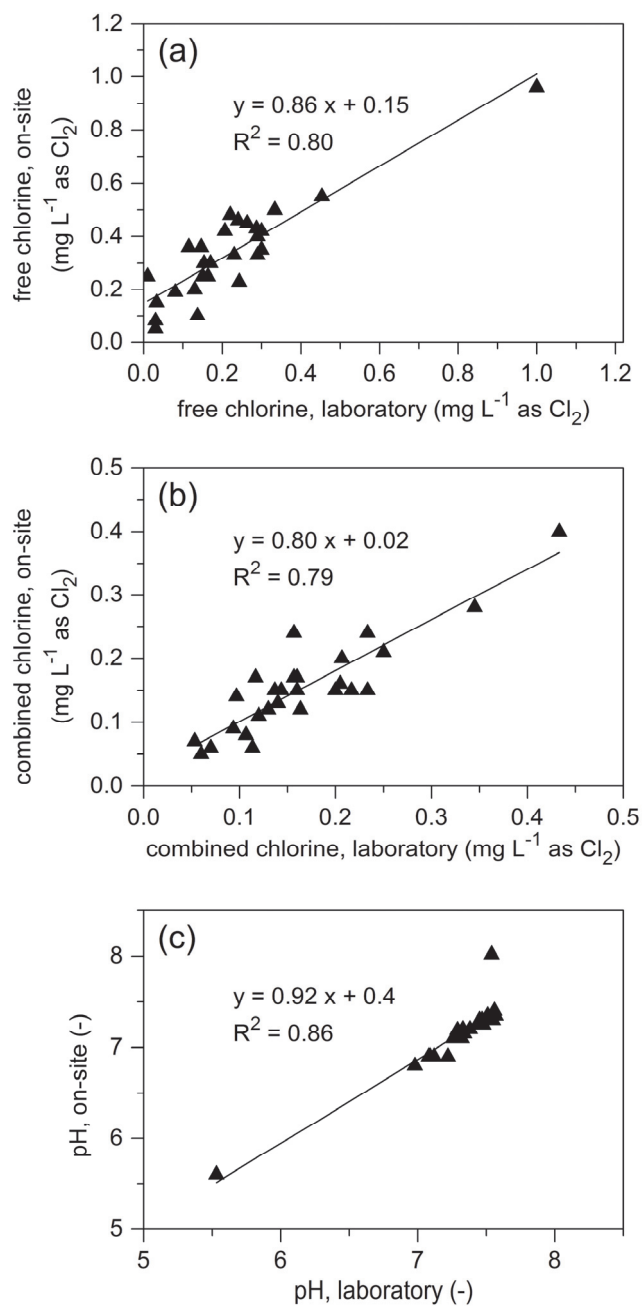 (a)
y = 0.86 x + 0.15
R² = 0.80
free chlorine, on-site
(mg L⁻¹ as Cl₂)
1.2
1.0
0.8
0.6
0.4
0.2
0.0
0.0 0.2 0.4 0.6 0.8 1.0 1.2
free chlorine, laboratory (mg L⁻¹ as Cl₂)
(b)
y = 0.80 x + 0.02
R² = 0.79
combined chlorine, on-site
(mg L⁻¹ as Cl₂)
0.5
0.4
0.3
0.2
0.1
0.0
0.0 0.1 0.2 0.3 0.4 0.5
combined chlorine, laboratory (mg L⁻¹ as Cl₂)
(c)
y = 0.92 x + 0.4
R² = 0.86
pH, on-site (-)
8
7
6
5
5 6 7 8
pH, laboratory (-)